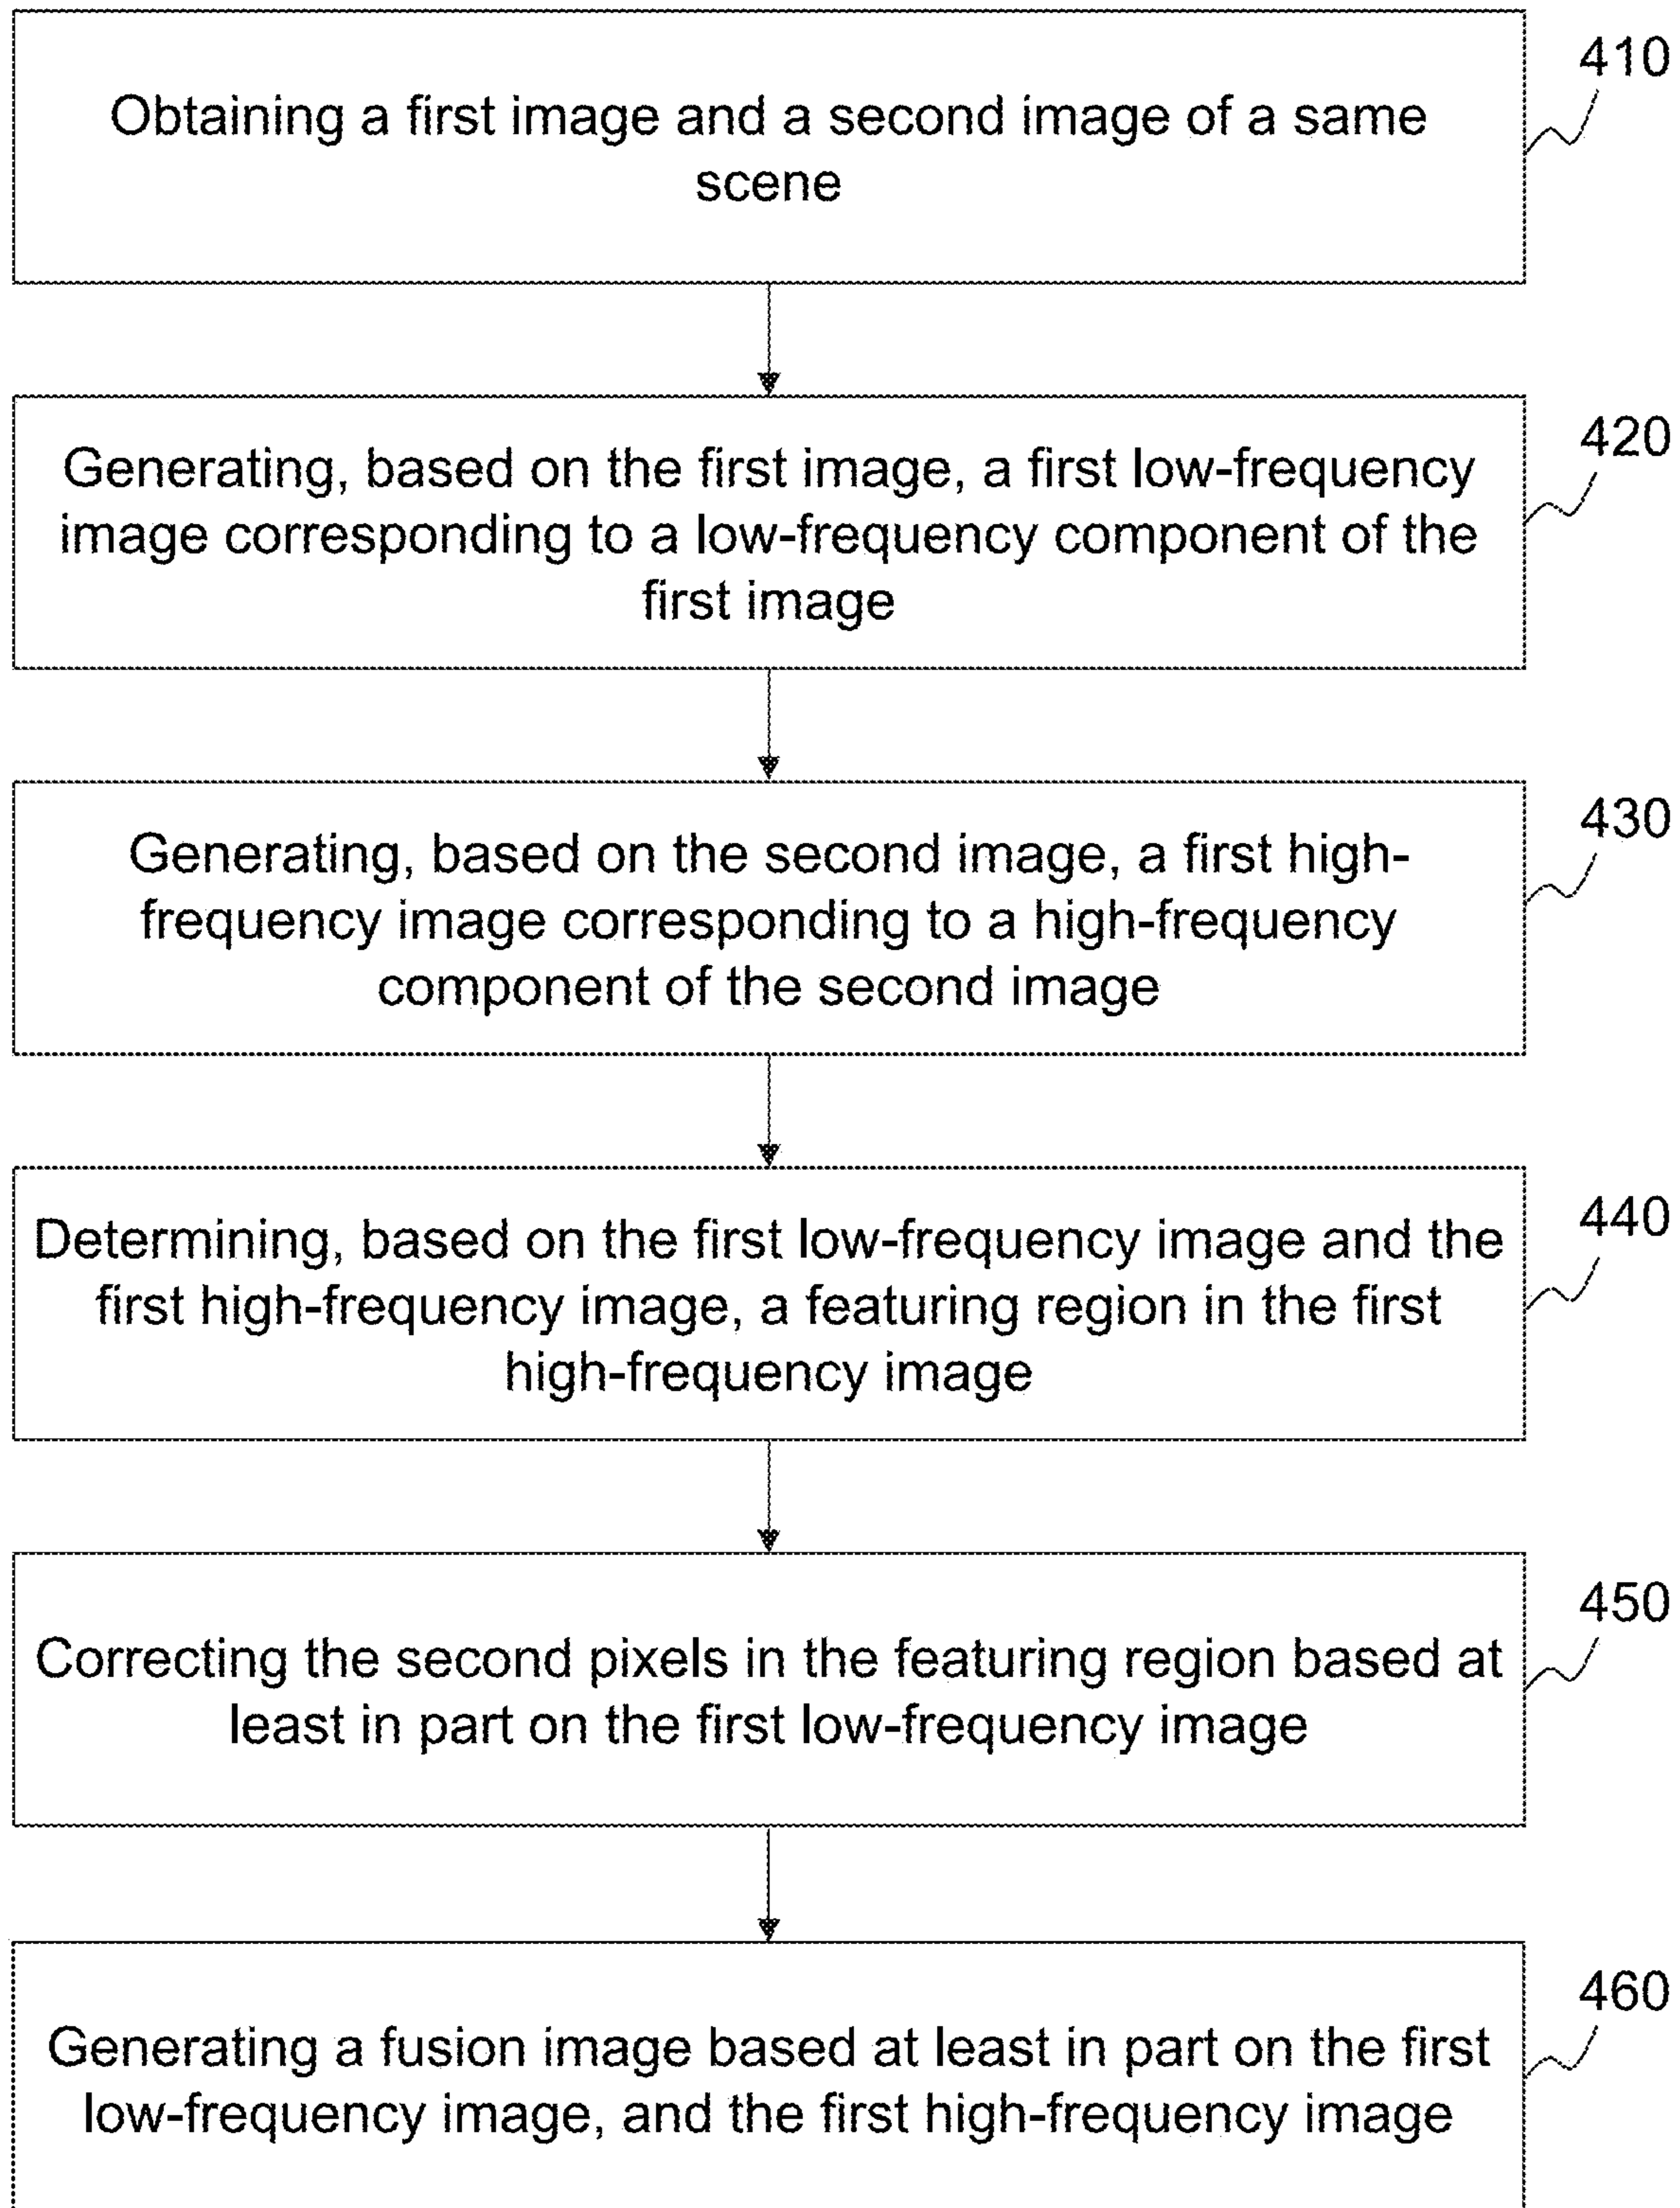 410
Obtaining a first image and a second image of a same
scene
420
Generating, based on the first image, a first low-frequency
image corresponding to a low-frequency component of the
first image
430
Generating, based on the second image, a first high-
frequency image corresponding to a high-frequency
component of the second image
440
Determining, based on the first low-frequency image and the
first high-frequency image, a featuring region in the first
high-frequency image
450
Correcting the second pixels in the featuring region based at
least in part on the first low-frequency image
460
Generating a fusion image based at least in part on the first
low-frequency image, and the first high-frequency image